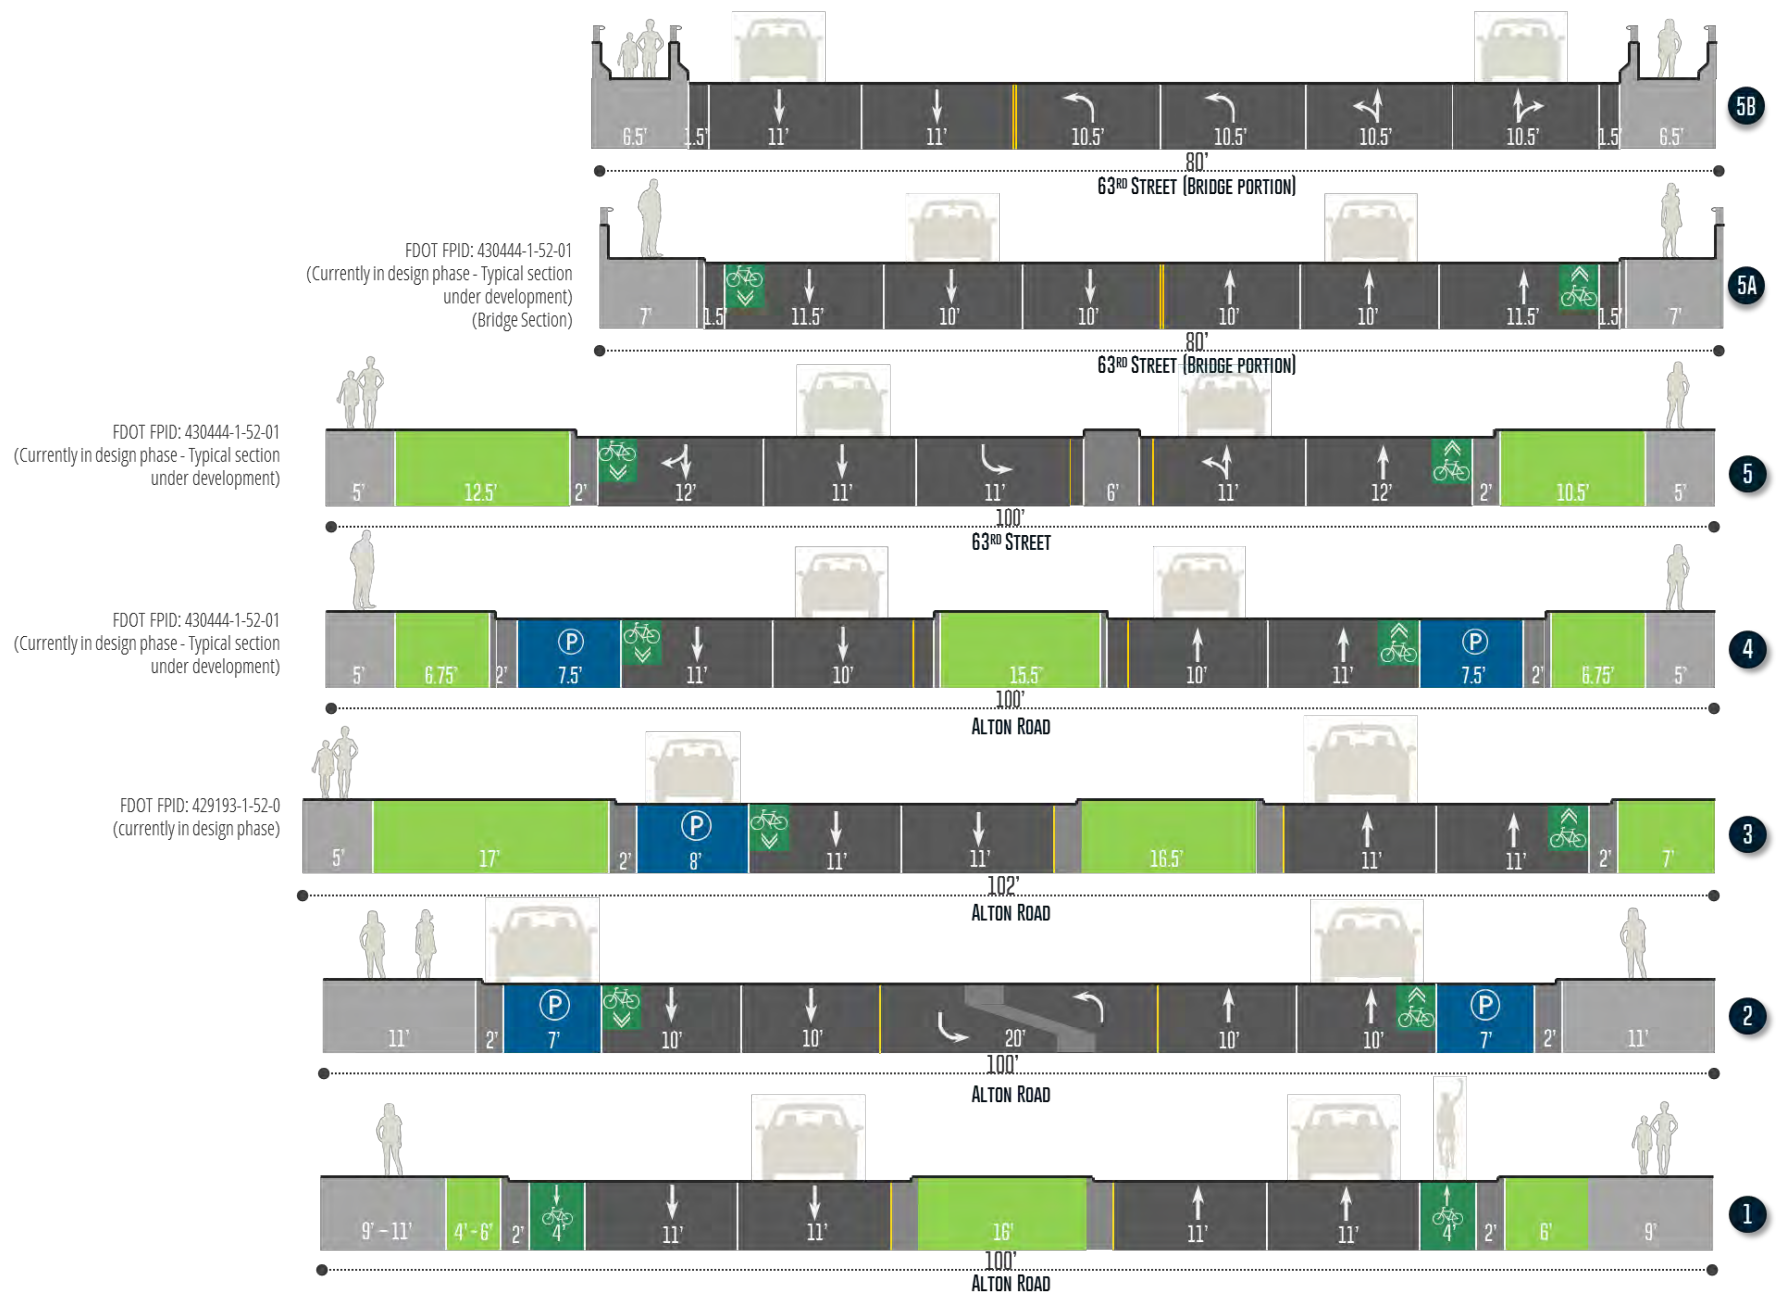 6.5' 1.5' 11' 11' 10.5' 10.5' 10.5' 10.5' 1.5' 6.5' 5B
80'
63RD STREET (BRIDGE PORTION)
FDOT FPID: 430444-1-52-01
(Currently in design phase - Typical section
under development)
(Bridge Section)
7' 1.5' 11.5' 10' 10' 10' 10' 11.5' 1.5' 7' 5A
80'
63RD STREET (BRIDGE PORTION)
FDOT FPID: 430444-1-52-01
(Currently in design phase - Typical section
under development)
5' 12.5' 2' 12' 11' 11' 6' 11' 12' 2' 10.5' 5' 5
100'
63RD STREET
FDOT FPID: 430444-1-52-01
(Currently in design phase - Typical section
under development)
P P
5' 6.75' 2' 7.5' 11' 10' 15.5' 10' 11' 7.5' 2' 6.75' 5' 4
100'
ALTON ROAD
FDOT FPID: 429193-1-52-0
(currently in design phase)
P
5' 17' 2' 8' 11' 11' 16.5' 11' 11' 2' 7' 3
102'
ALTON ROAD
P P
11' 2' 7' 10' 10' 20' 10' 10' 7' 2' 11' 2
100'
ALTON ROAD
9' - 11' 4' - 6' 2' 4' 11' 11' 16' 11' 11' 4' 2' 6' 9' 1
100'
ALTON ROAD